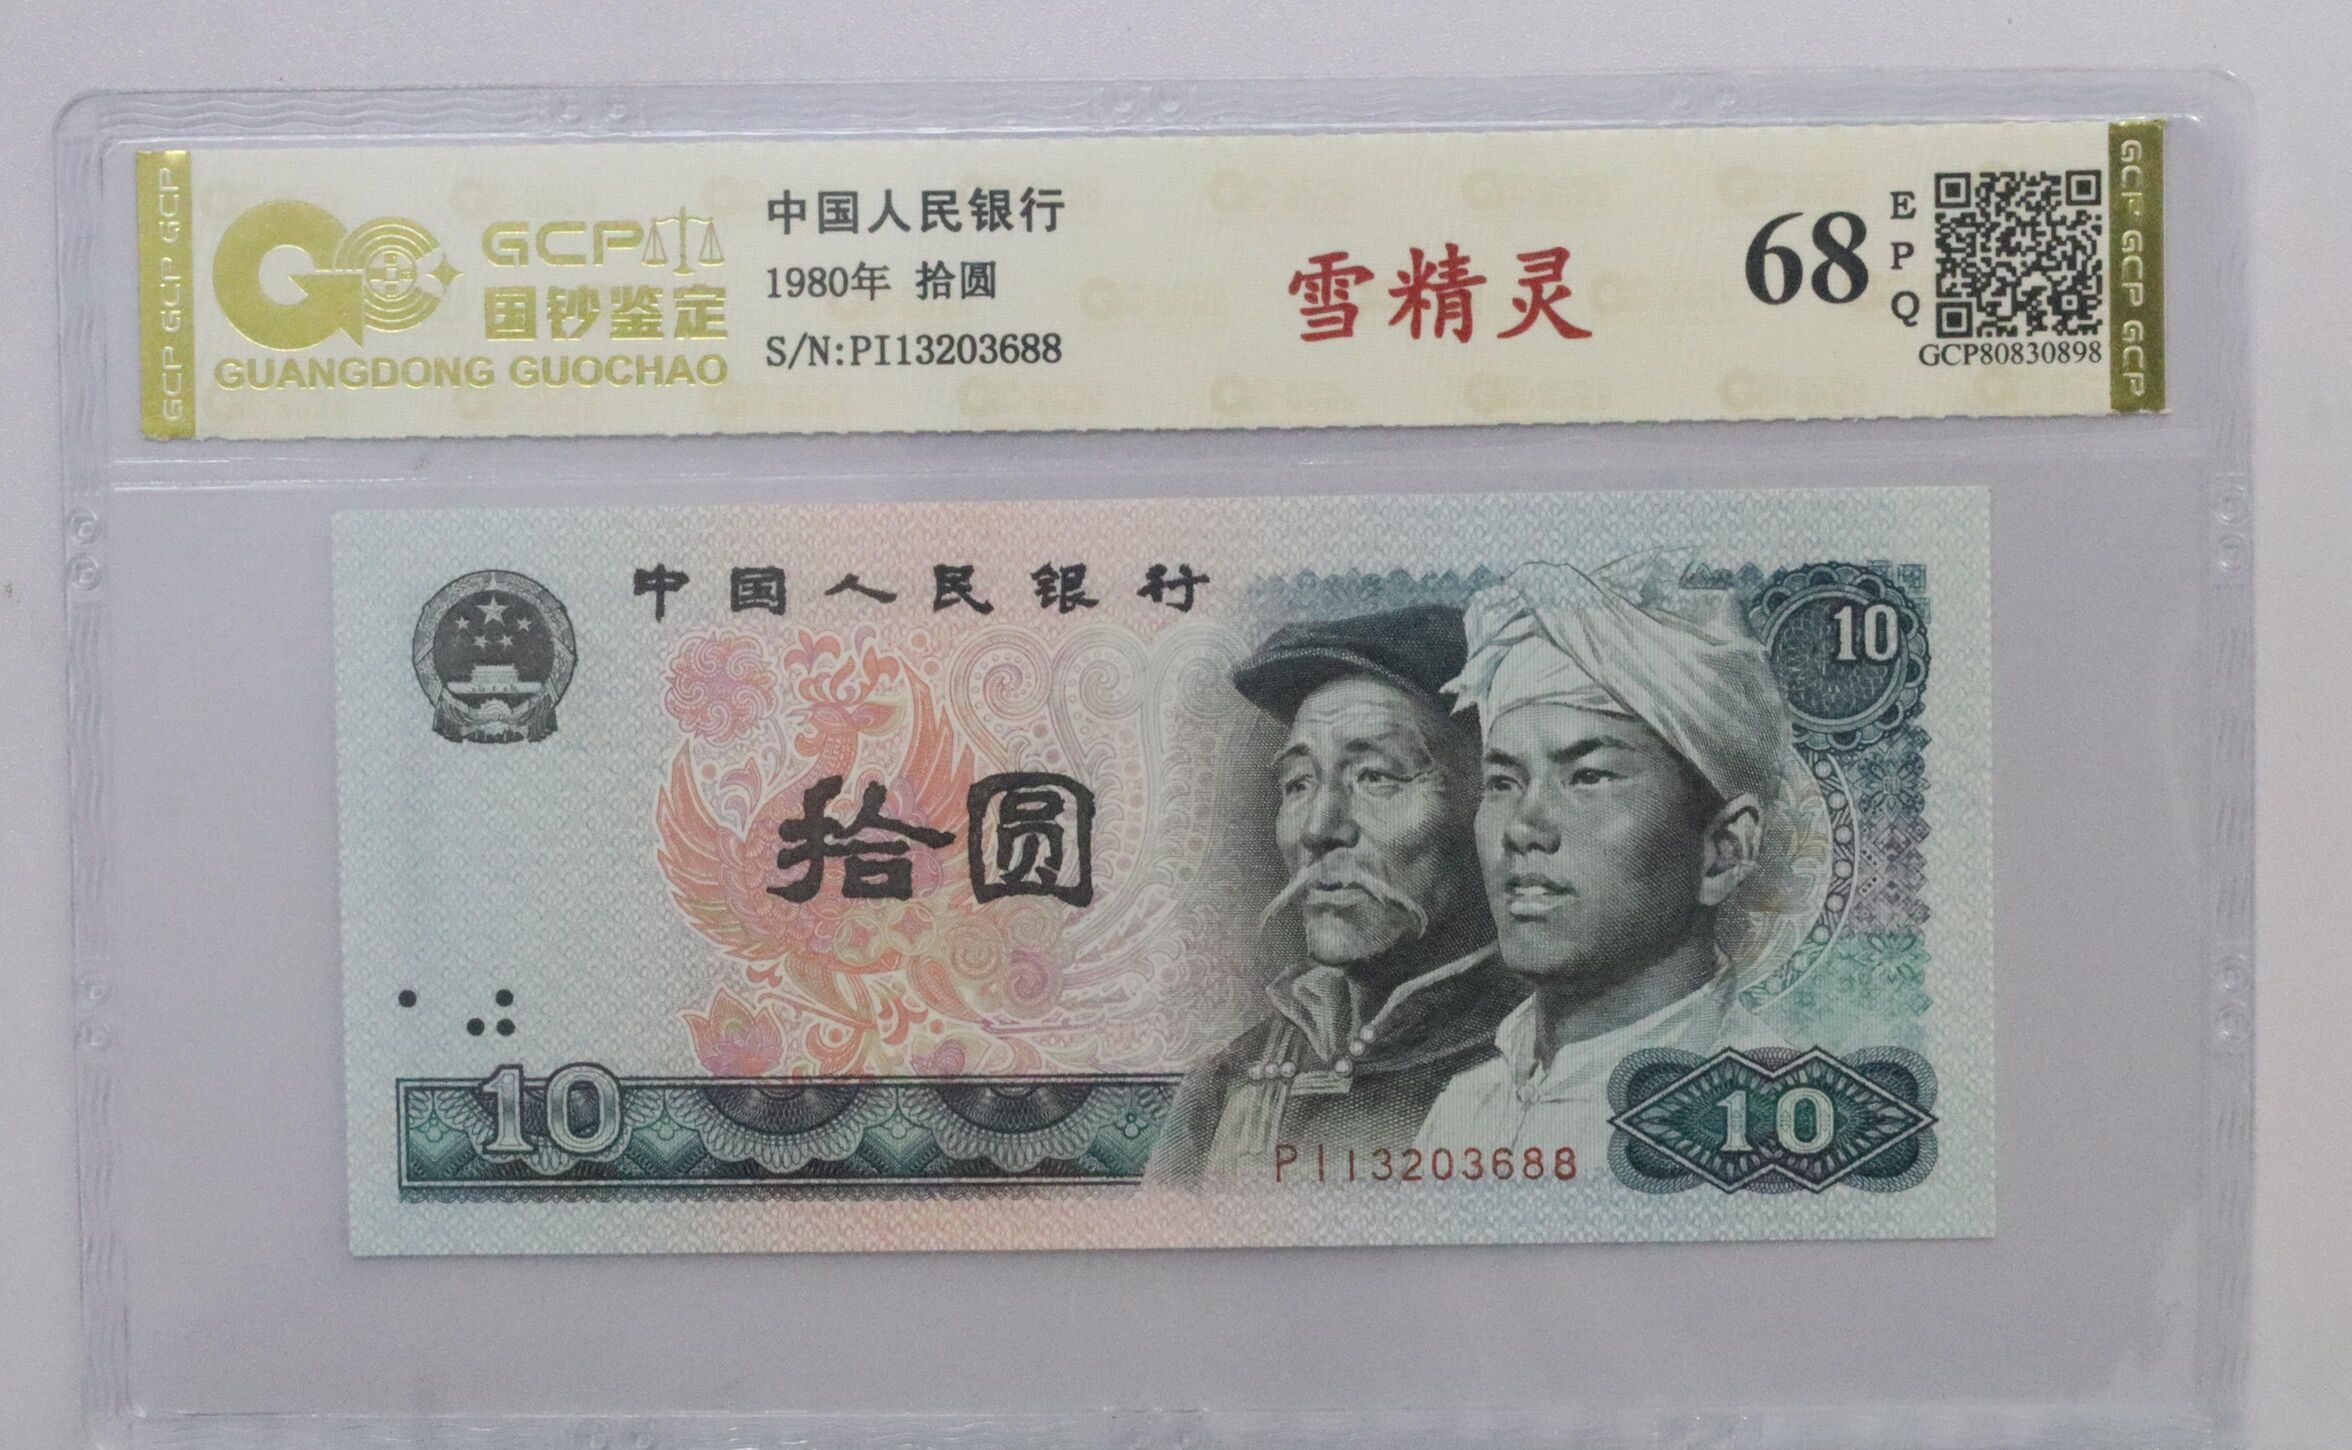 GCP GCP GCP
GCP
国钞鉴定
GUANGDONG GUOCHAO
中国人民银行
1980年 拾圆
S/N:PI13203688
雪精灵
68
EPQ
GCP80830898
GCP GCP GCP
中国人民银行
10
拾圆
10
PI13203688
10